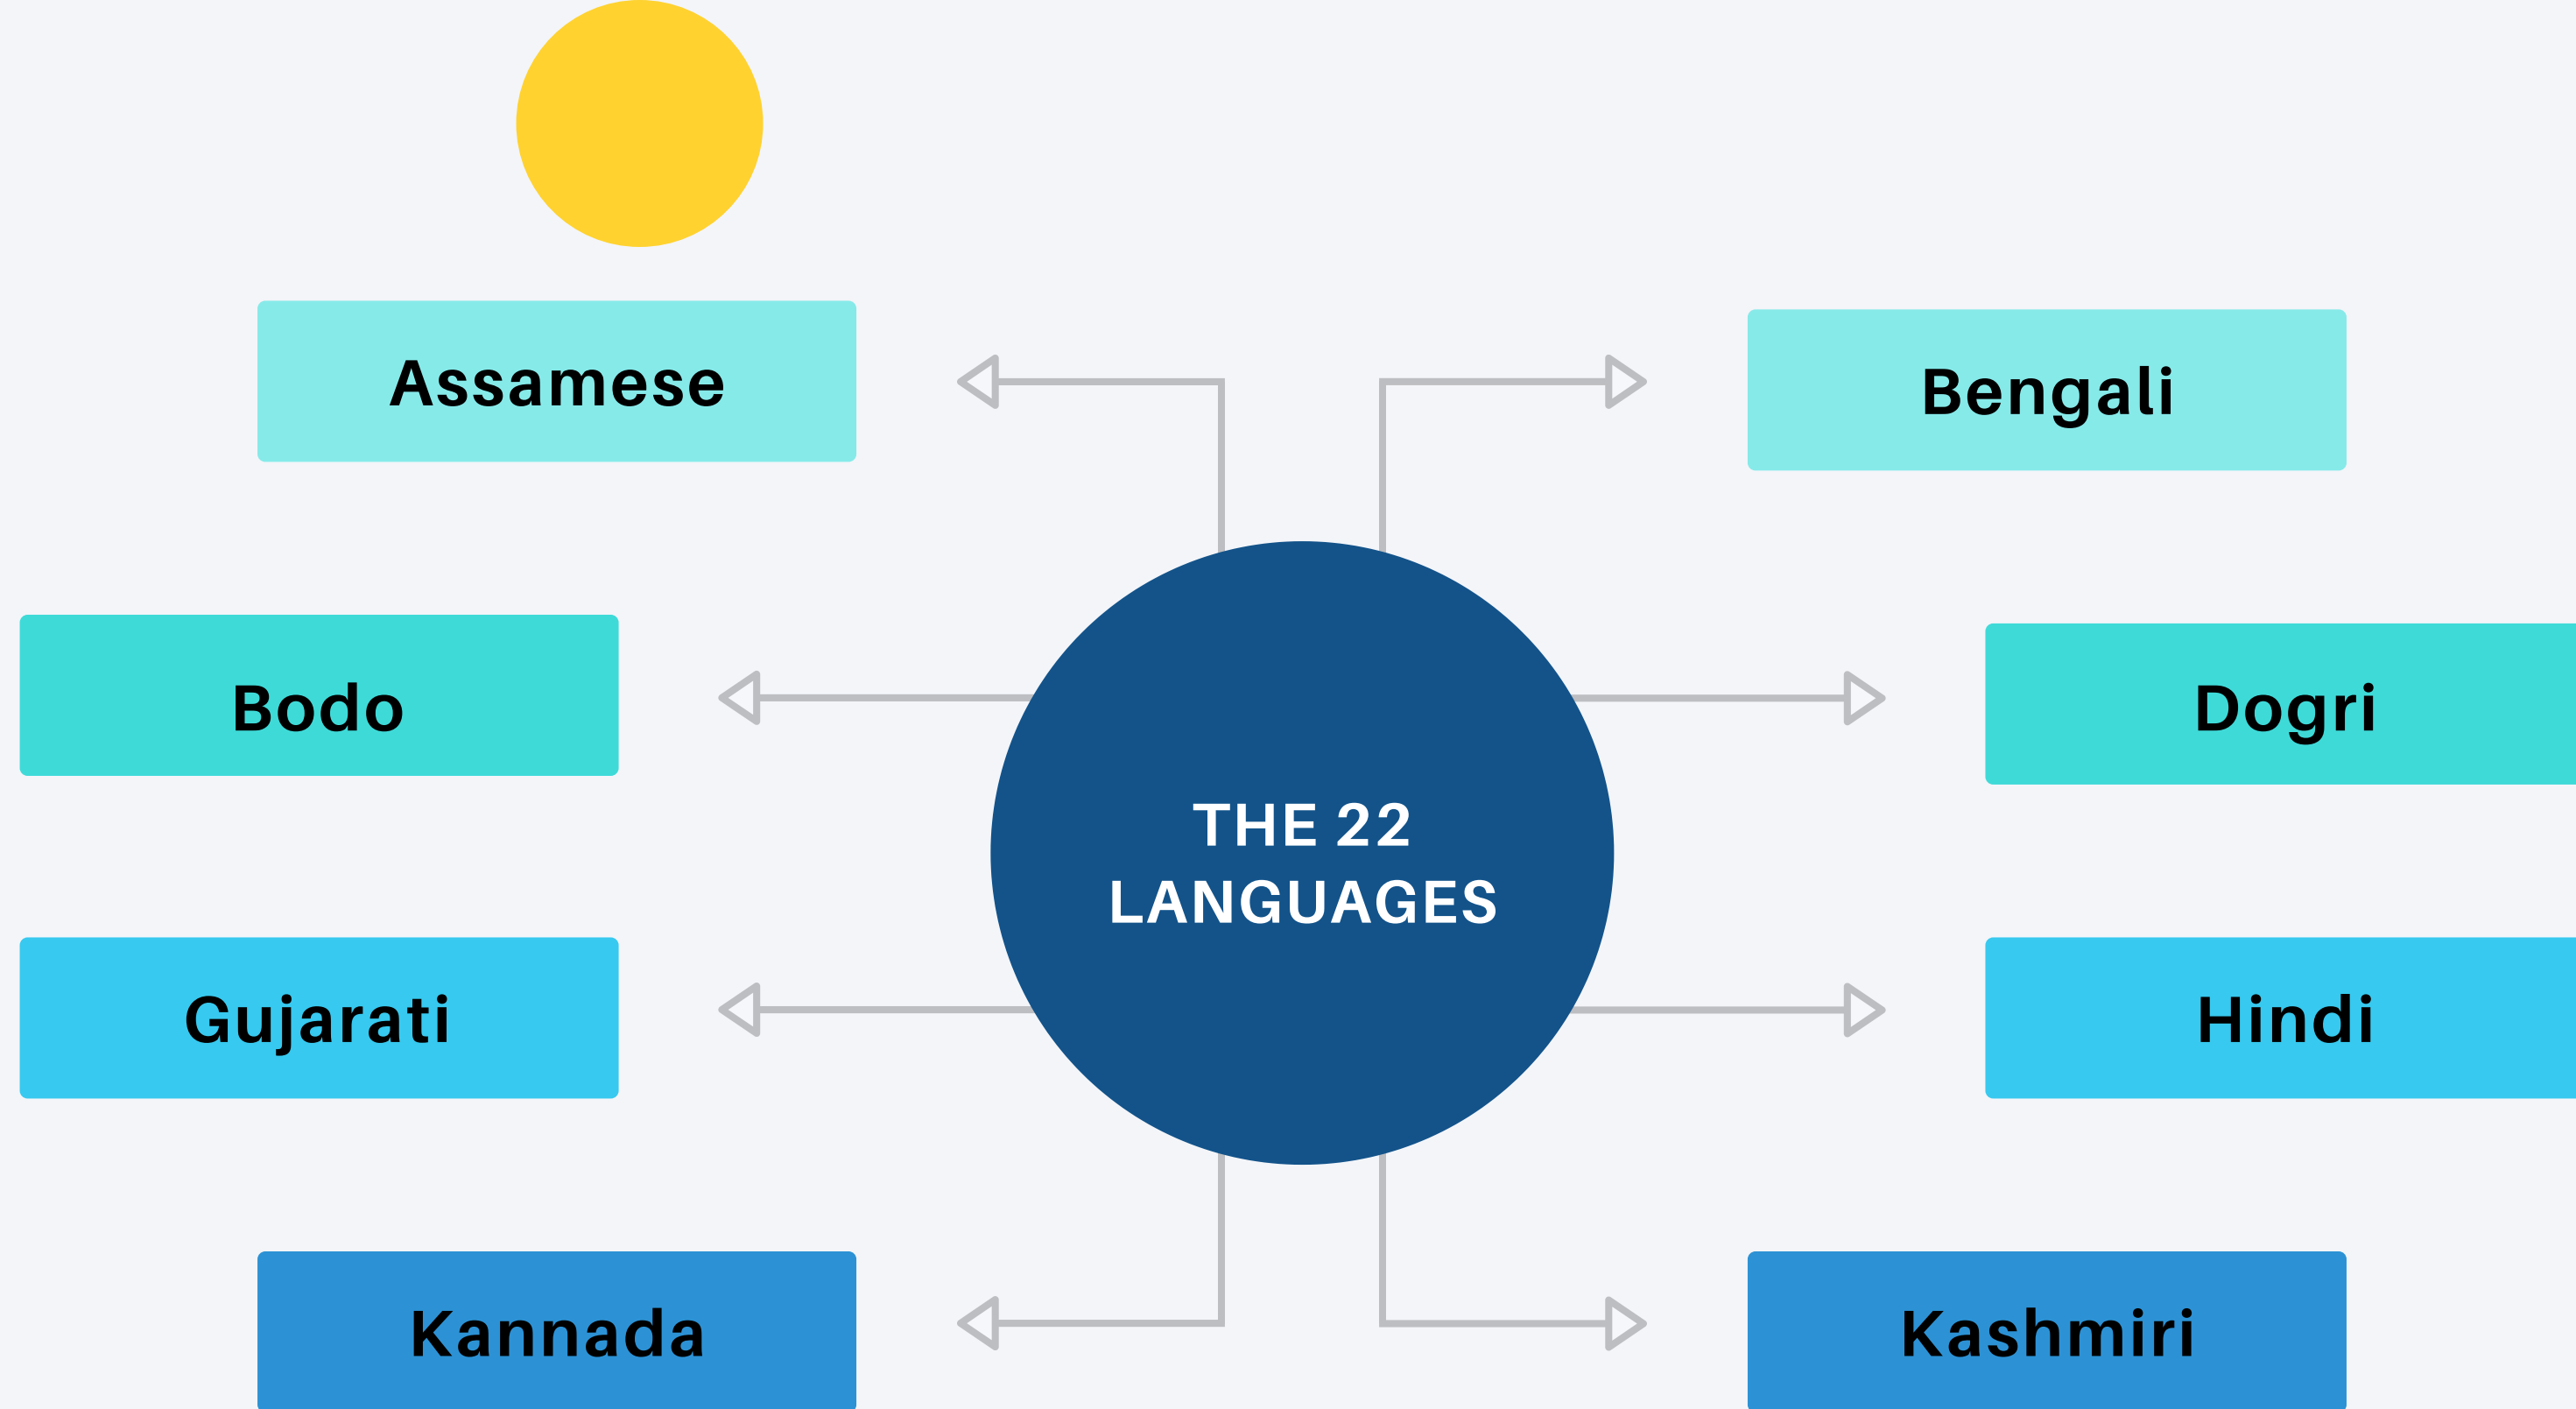 Assamese
Bengali
Bodo
Dogri
THE 22
LANGUAGES
Gujarati
Hindi
Kannada
Kashmiri